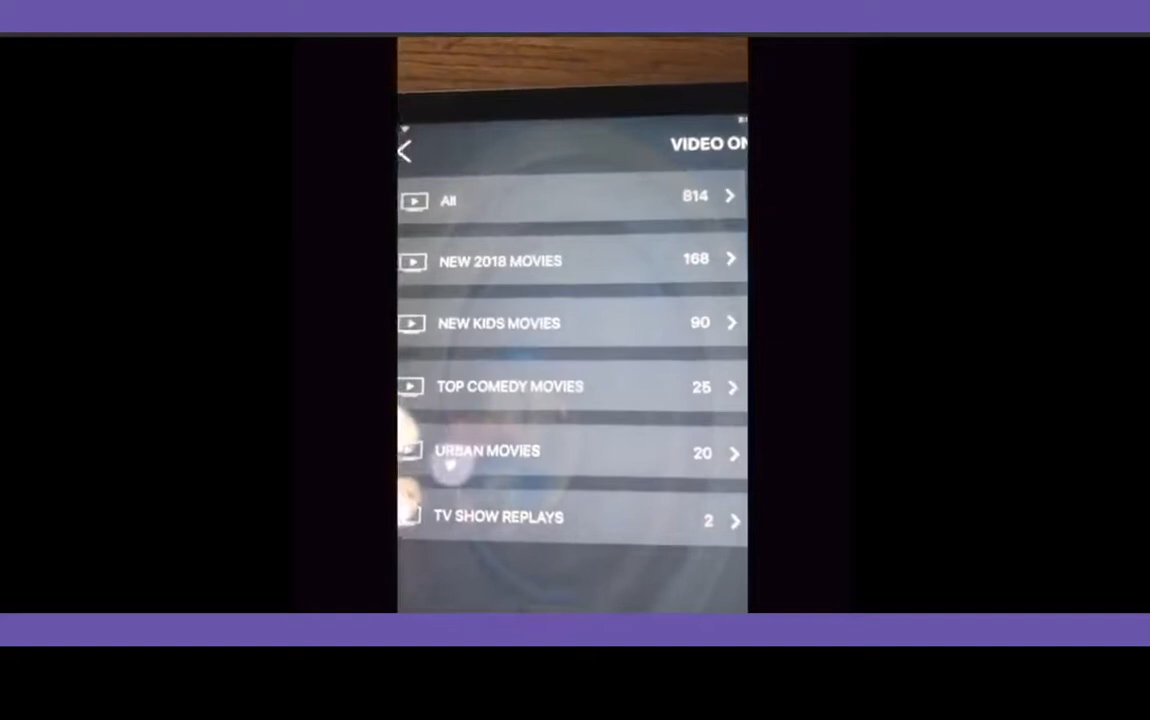 VIDEO ON
All 814
NEW 2018 MOVIES 168
NEW KIDS MOVIES 90
TOP COMEDY MOVIES 25
URBAN MOVIES 20
TV SHOW REPLAYS 2